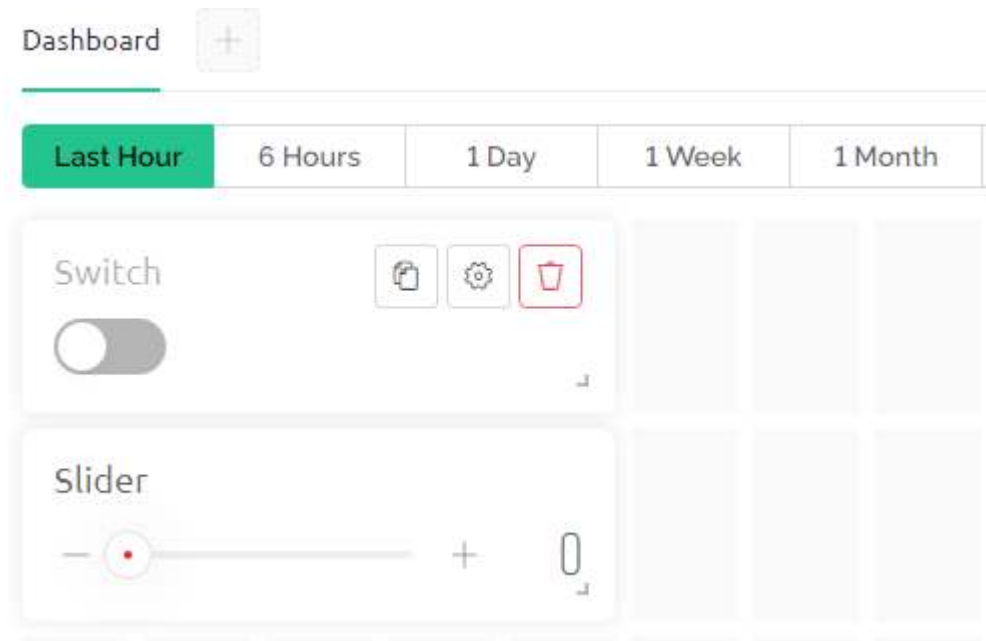 Dashboard +
Last Hour 6 Hours 1 Day 1 Week 1 Month
Switch
Slider
− + 0